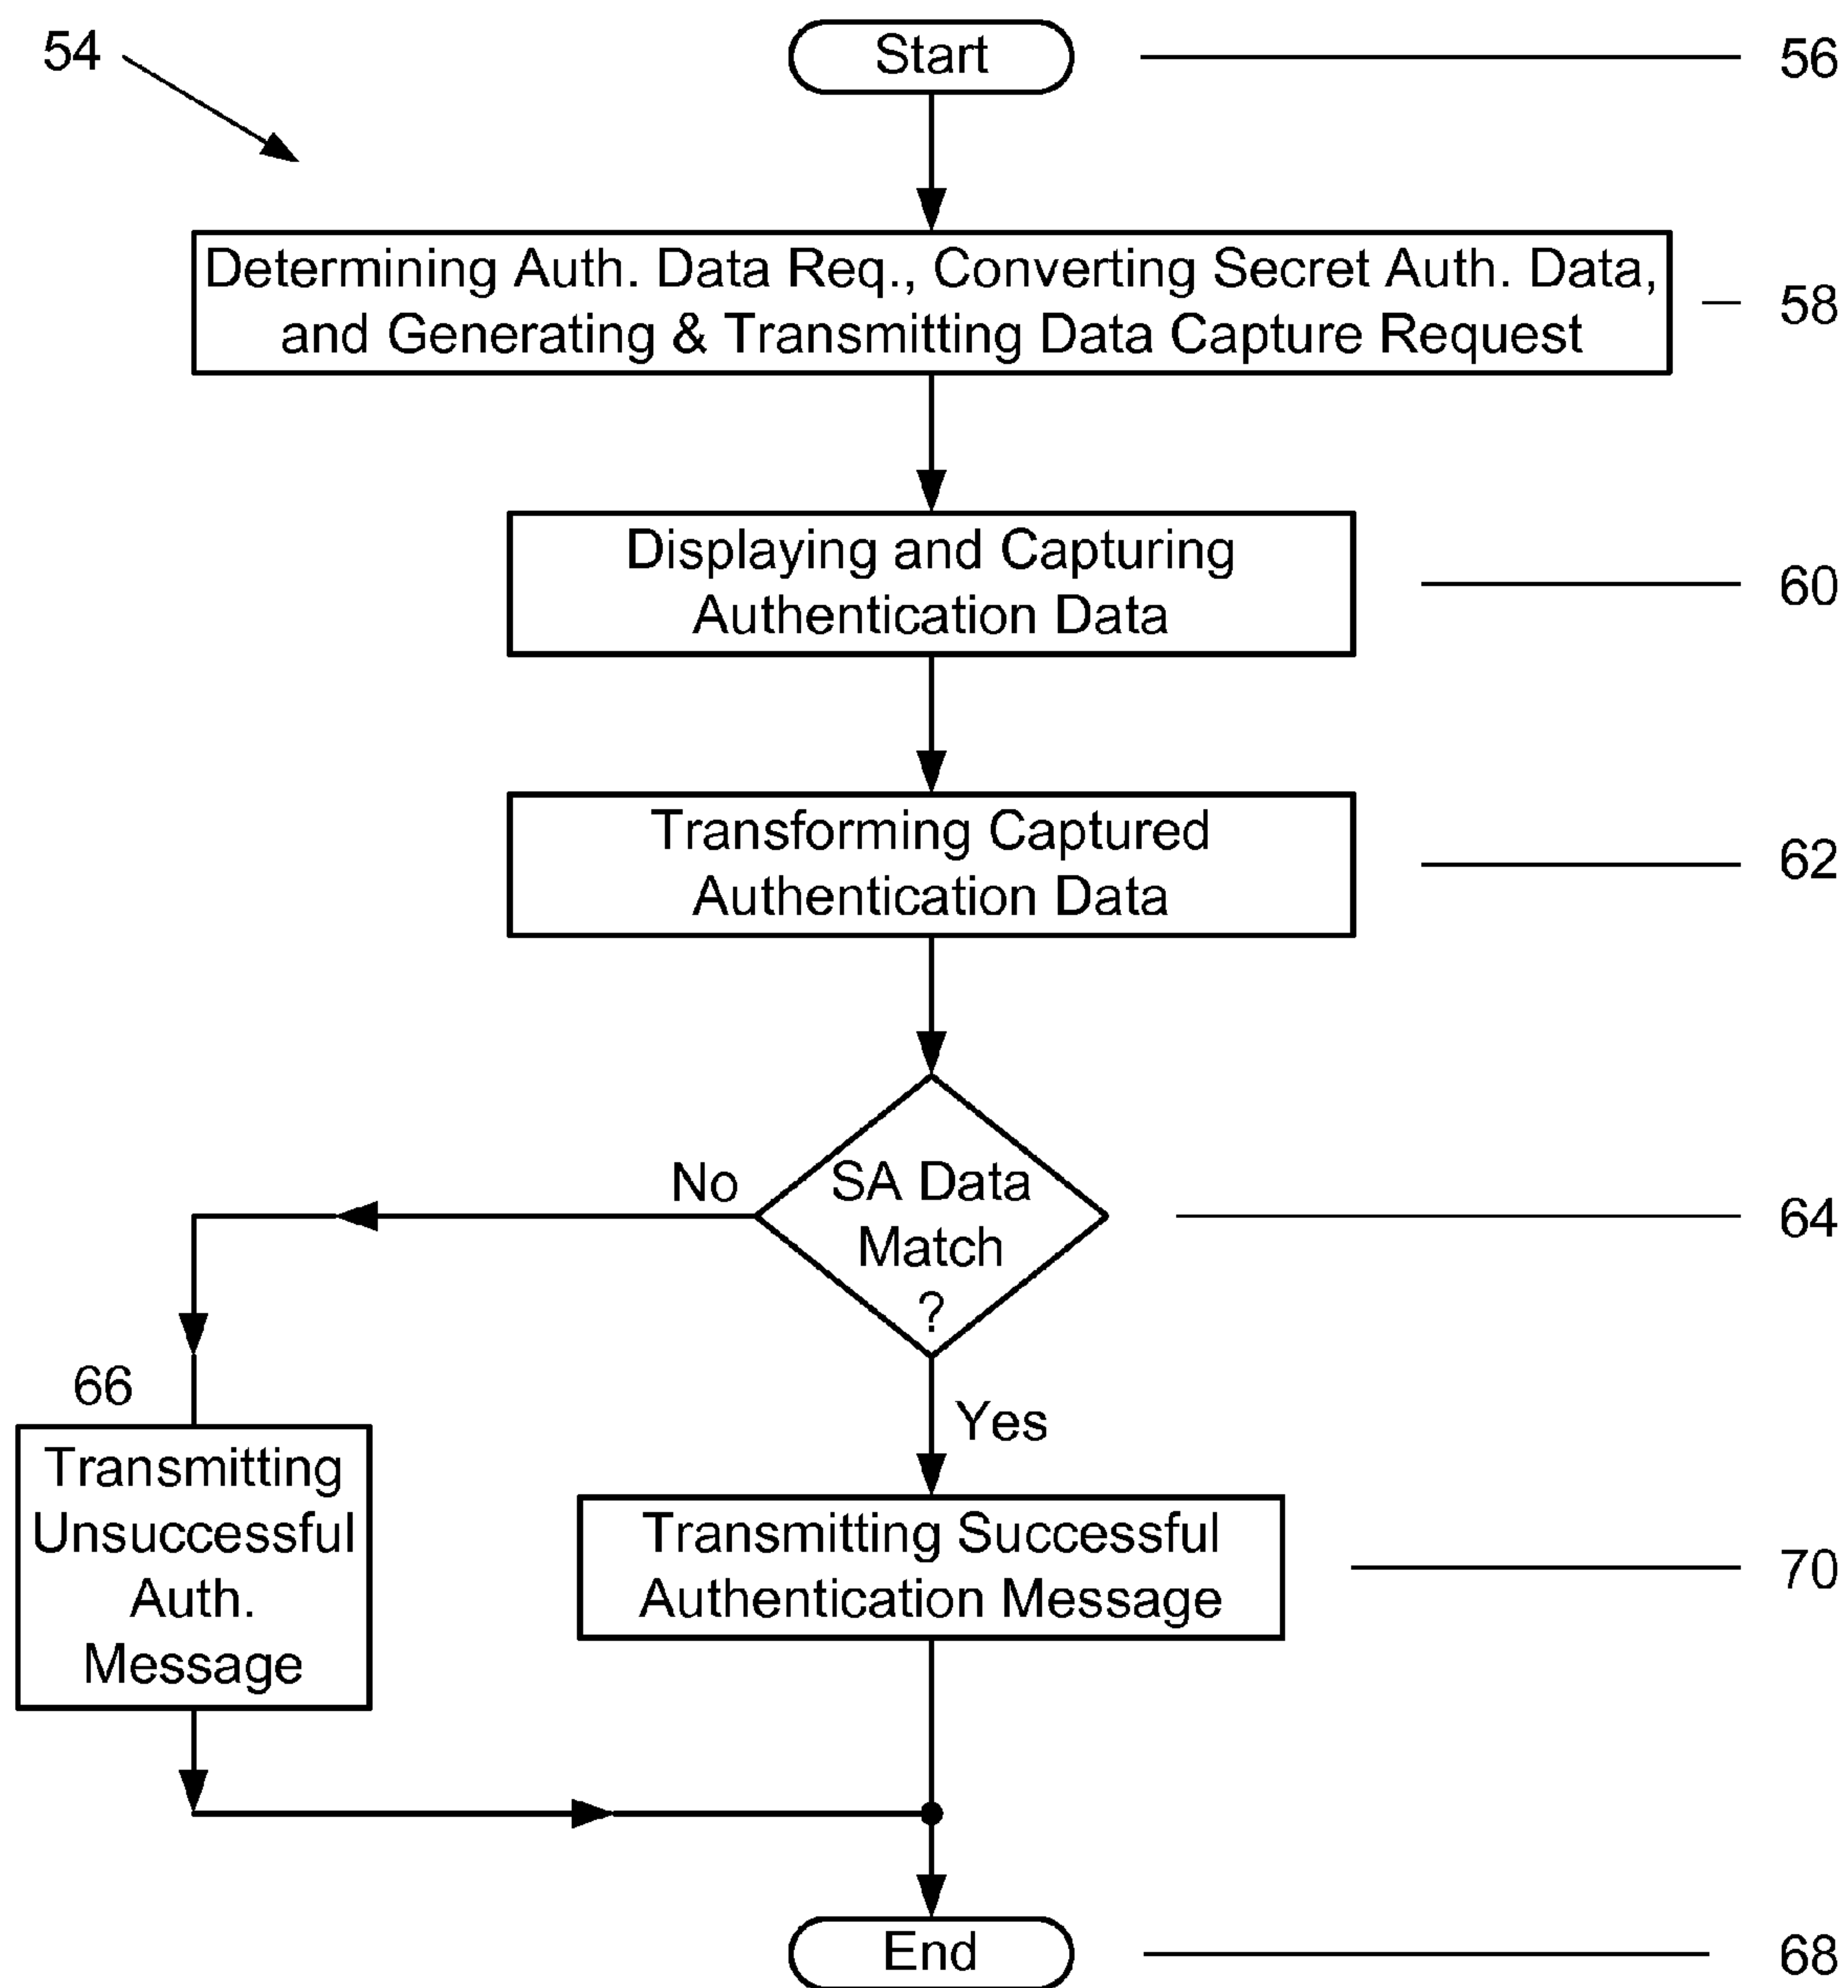 54
Start
56
Determining Auth. Data Req., Converting Secret Auth. Data,
and Generating & Transmitting Data Capture Request
58
Displaying and Capturing
Authentication Data
60
Transforming Captured
Authentication Data
62
No
SA Data
Match
?
64
66
Yes
Transmitting
Unsuccessful
Auth.
Message
Transmitting Successful
Authentication Message
70
End
68